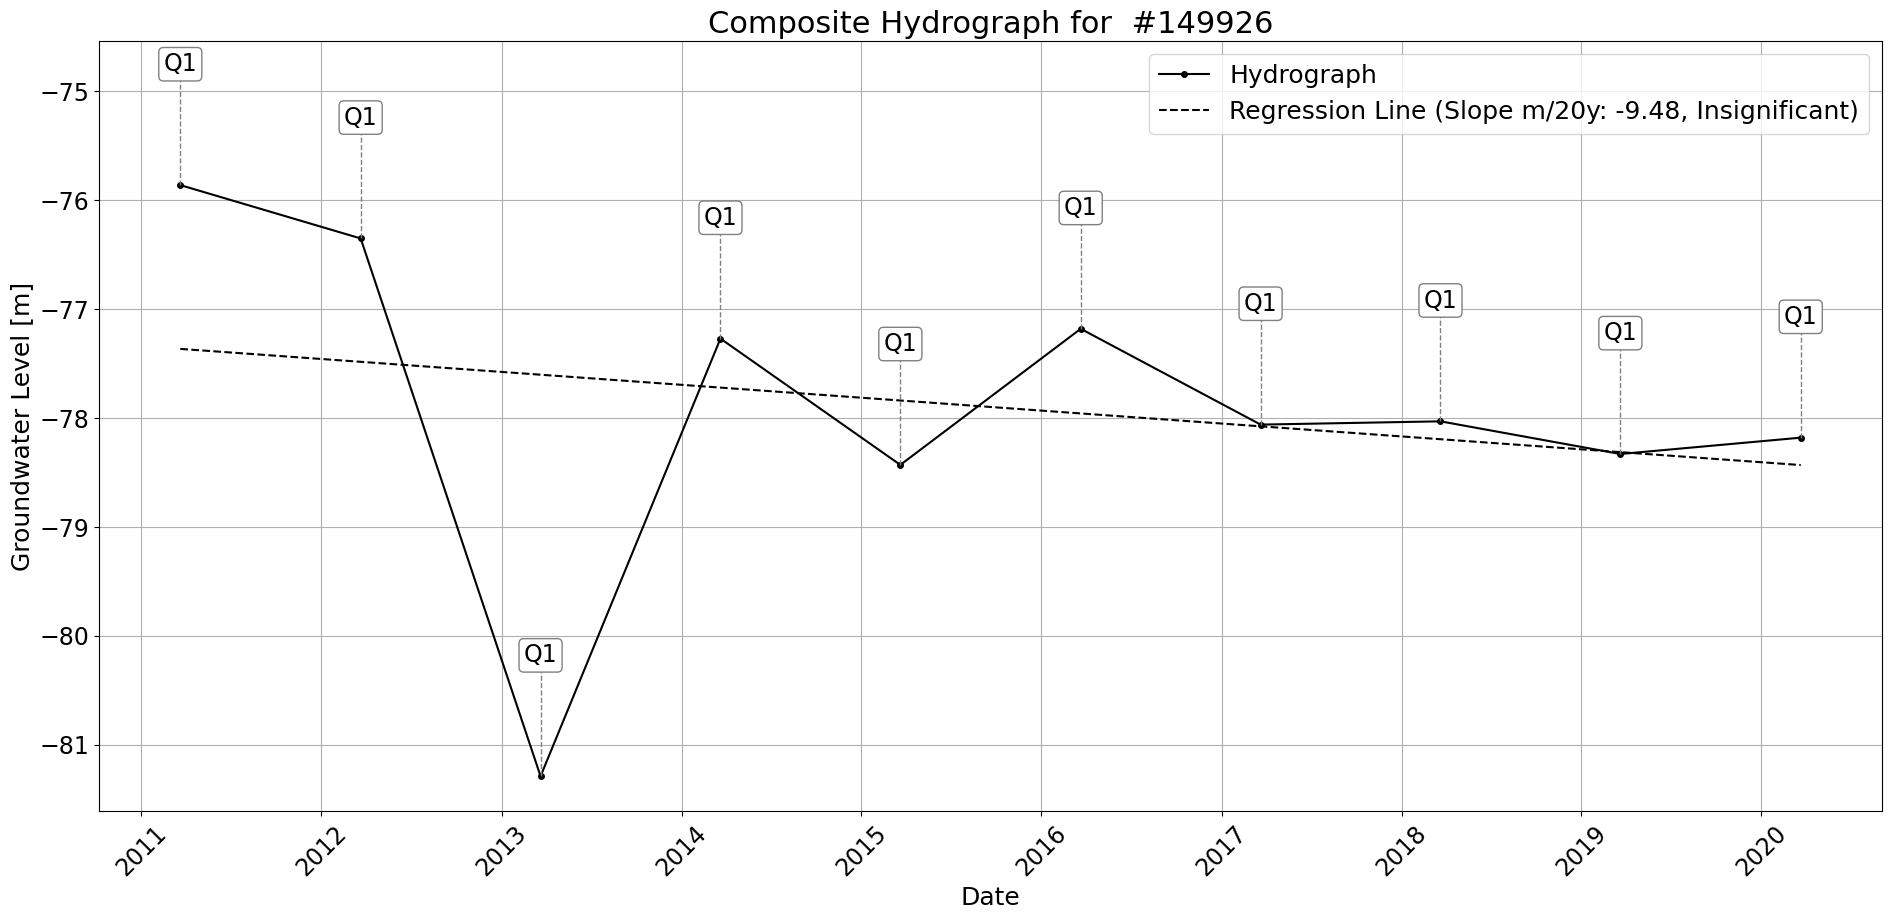 Composite Hydrograph for  #149926
Hydrograph
Regression Line (Slope m/20y: -9.48, Insignificant)
Q1
Q1
Q1
Q1
Q1
Q1
Q1
Q1
Q1
Q1
Groundwater Level [m]
−75
−76
−77
−78
−79
−80
−81
2011
2012
2013
2014
2015
2016
2017
2018
2019
2020
Date